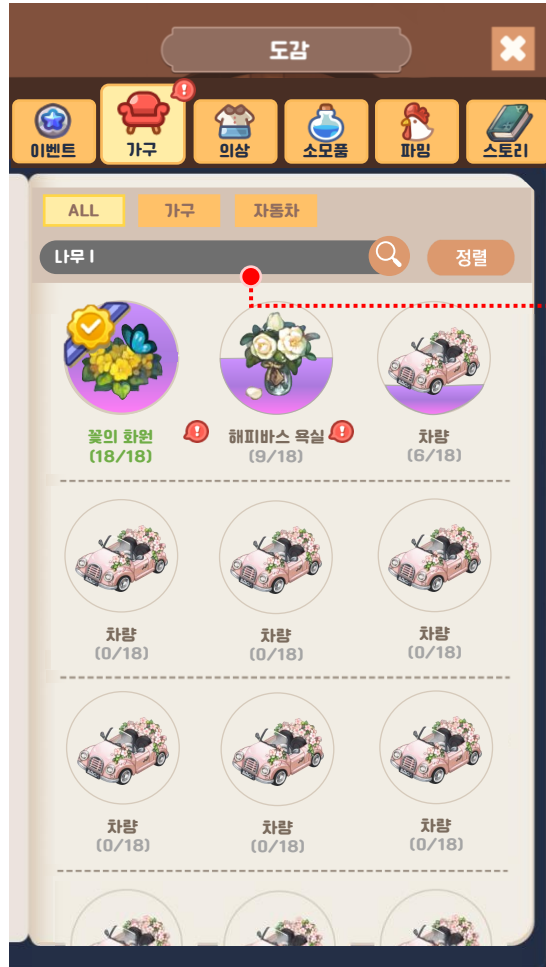 도감
이벤트
가구
의상
소모품
파밍
스토리
ALL
가구
자동차
나무 I
정렬
꽃의 화원
(18/18)
해피바스 욕실
(9/18)
차량
(6/18)
차량
(0/18)
차량
(0/18)
차량
(0/18)
차량
(0/18)
차량
(0/18)
차량
(0/18)